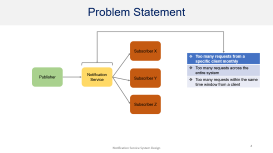 Problem Statement
Subscriber X
Too many requests from a
specific client monthly
Too many requests across the
entire system
Too many requests within the same
time window from a client
Publisher
Notification
Service
Subscriber Y
Subscriber Z
Notification Service System Design